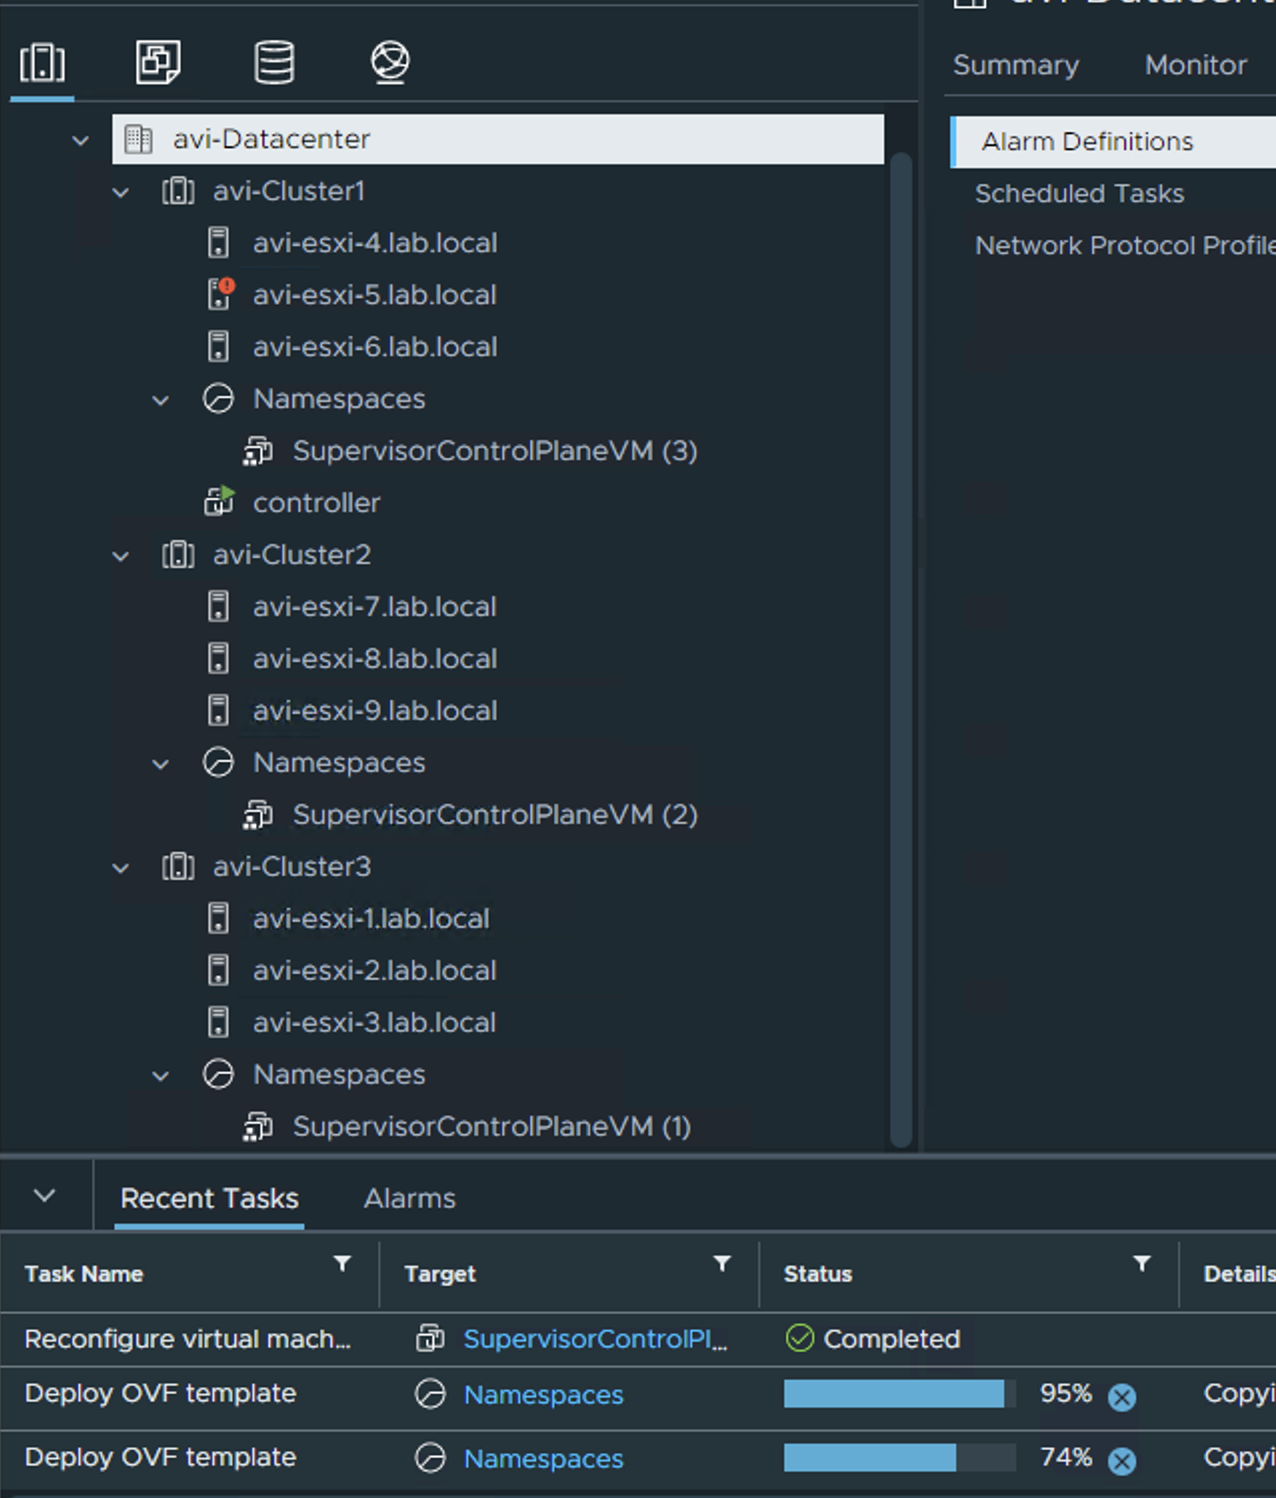 avi-Datacenter
avi-Cluster1
avi-esxi-4.lab.local
avi-esxi-5.lab.local
avi-esxi-6.lab.local
Namespaces
SupervisorControlPlaneVM (3)
controller
avi-Cluster2
avi-esxi-7.lab.local
avi-esxi-8.lab.local
avi-esxi-9.lab.local
Namespaces
SupervisorControlPlaneVM (2)
avi-Cluster3
avi-esxi-1.lab.local
avi-esxi-2.lab.local
avi-esxi-3.lab.local
Namespaces
SupervisorControlPlaneVM (1)
Summary Monitor
Alarm Definitions
Scheduled Tasks
Network Protocol Profile
Recent Tasks Alarms
Task Name Target Status Details
Reconfigure virtual mach... SupervisorControlPl... Completed
Deploy OVF template Namespaces 95% Copyi
Deploy OVF template Namespaces 74% Copyi